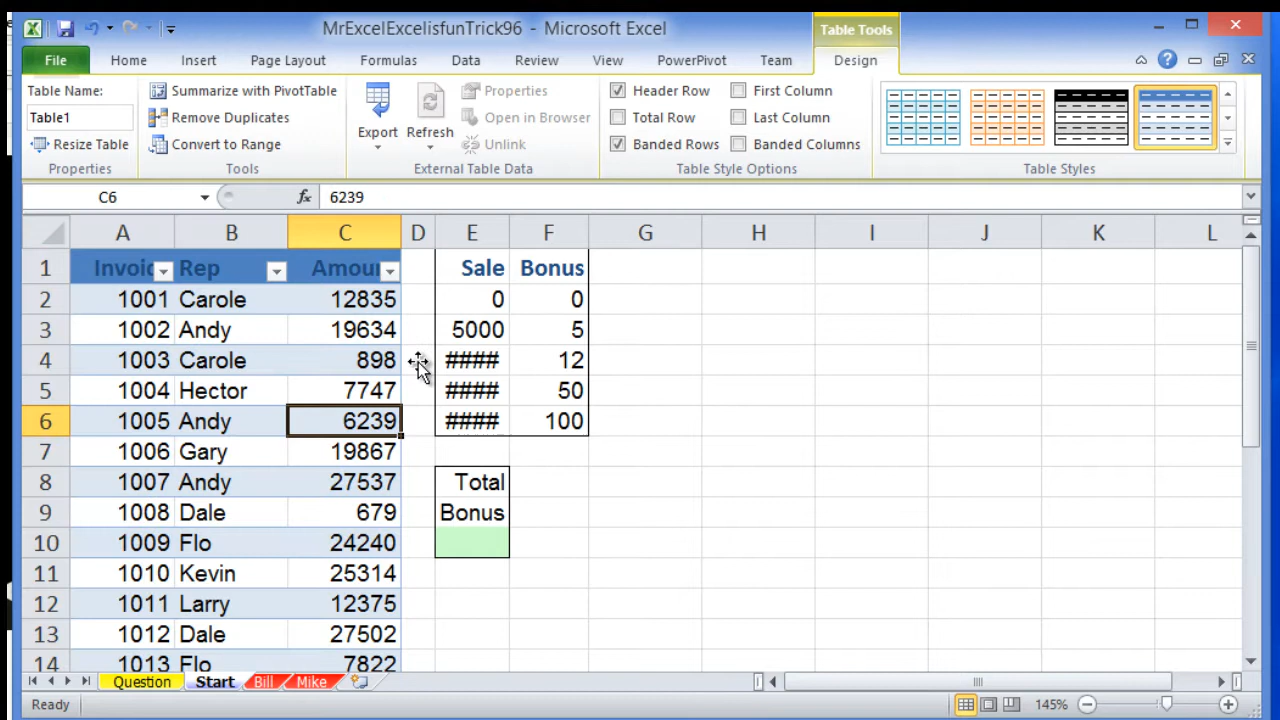 MrExcelExcelisfunTrick96 - Microsoft Excel
Table Tools
File Home Insert Page Layout Formulas Data Review View PowerPivot Team Design
Table Name:
Table1
Resize Table
Properties
Summarize with PivotTable
Remove Duplicates
Convert to Range
Tools
Export Refresh
Properties
Open in Browser
Unlink
External Table Data
Header Row First Column
Total Row Last Column
Banded Rows Banded Columns
Table Style Options
Table Styles
C6 fx 6239
A B C D E F G H I J K L
1 Invoic Rep Amoun Sale Bonus
2 1001 Carole 12835 0 0
3 1002 Andy 19634 5000 5
4 1003 Carole 898 #### 12
5 1004 Hector 7747 #### 50
6 1005 Andy 6239 #### 100
7 1006 Gary 19867
8 1007 Andy 27537 Total
9 1008 Dale 679 Bonus
10 1009 Flo 24240
11 1010 Kevin 25314
12 1011 Larry 12375
13 1012 Dale 27502
14 1013 Flo 7822
Question Start Bill Mike
Ready 145%